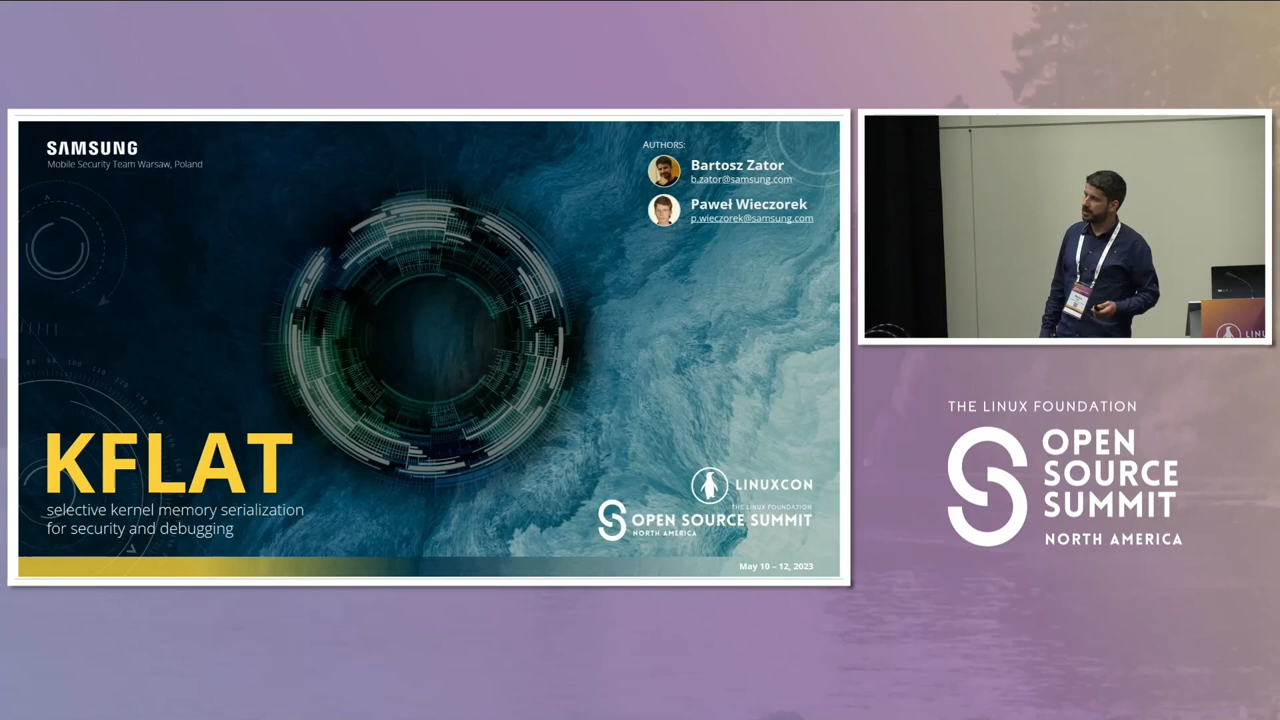 SAMSUNG
Mobile Security Team Warsaw, Poland
AUTHORS:
Bartosz Zator
b.zator@samsung.com
Paweł Wieczorek
p.wieczorek@samsung.com
KFLAT
selective kernel memory serialization
for security and debugging
LINUXCON
THE LINUX FOUNDATION
OPEN SOURCE SUMMIT
NORTH AMERICA
May 10 – 12, 2023
THE LINUX FOUNDATION
OPEN
SOURCE
SUMMIT
NORTH AMERICA